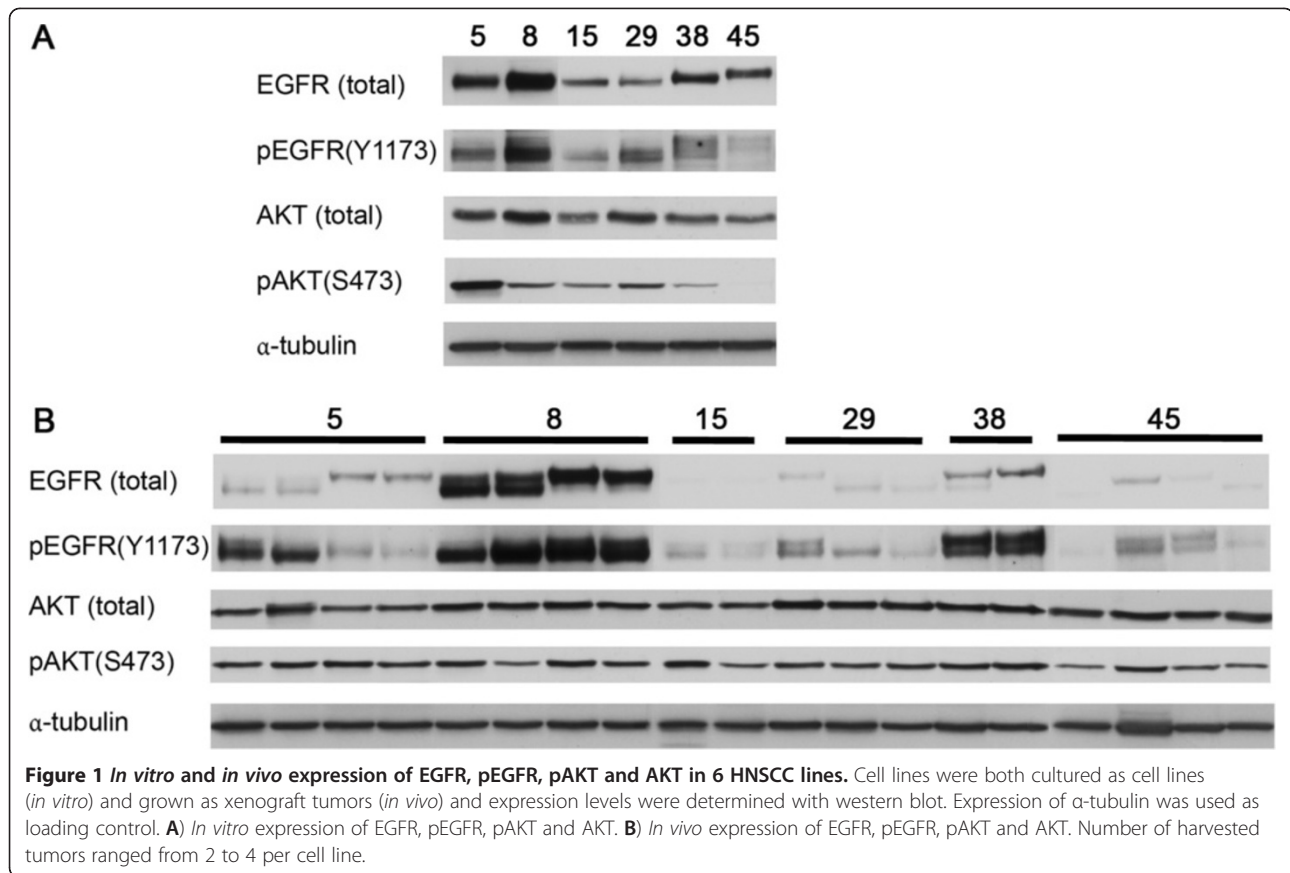 A
5 8 15 29 38 45
EGFR (total)
pEGFR(Y1173)
AKT (total)
pAKT(S473)
α-tubulin
B
5 8 15 29 38 45
EGFR (total)
pEGFR(Y1173)
AKT (total)
pAKT(S473)
α-tubulin
Figure 1 In vitro and in vivo expression of EGFR, pEGFR, pAKT and AKT in 6 HNSCC lines. Cell lines were both cultured as cell lines
(in vitro) and grown as xenograft tumors (in vivo) and expression levels were determined with western blot. Expression of α-tubulin was used as
loading control. A) In vitro expression of EGFR, pEGFR, pAKT and AKT. B) In vivo expression of EGFR, pEGFR, pAKT and AKT. Number of harvested
tumors ranged from 2 to 4 per cell line.